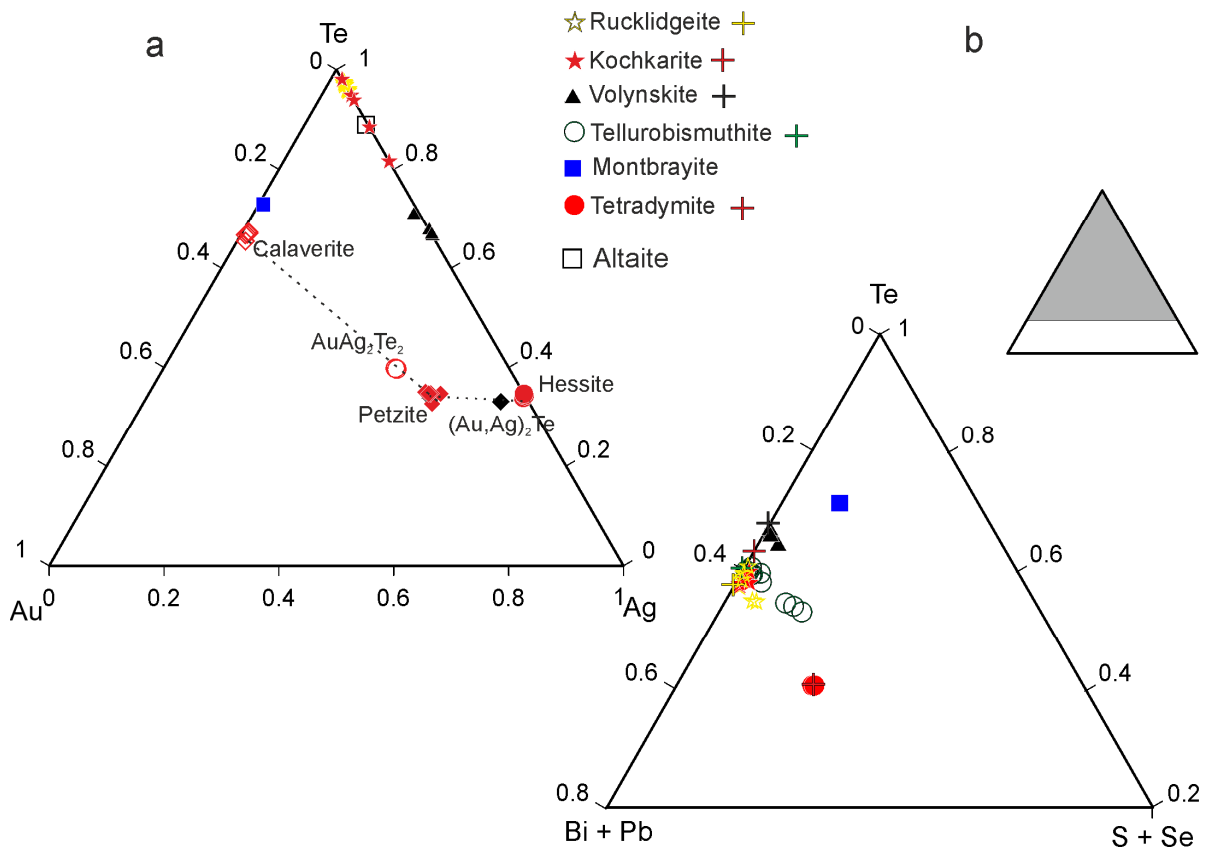 a
Te
0 1
0.2
0.8
0.4
0.6
0.6
0.4
0.8
0.2
1
0
Au
0
0.2
0.4
0.6
0.8
1
Ag
Calaverite
AuAg₂Te₂
Petzite
(Au,Ag)₂Te
Hessite
Rucklidgeite
Kochkarite
Volynskite
Tellurobismuthite
Montbrayite
Tetradymite
Altaite
b
Te
0 1
0.2
0.8
0.4
0.6
0.6
0.4
0.8
0.2
Bi + Pb
S + Se